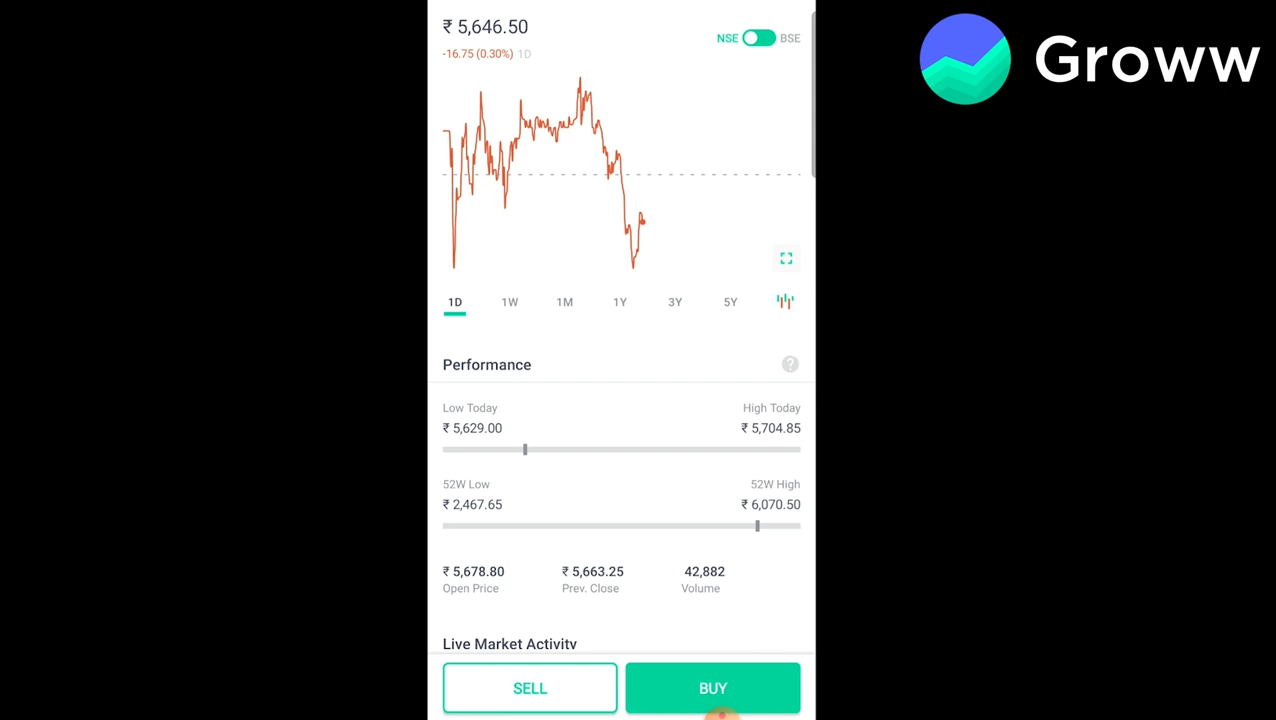 ₹ 5,646.50
NSE BSE
-16.75 (0.30%) 1D
Groww
1D 1W 1M 1Y 3Y 5Y
Performance
?
Low Today High Today
₹ 5,629.00 ₹ 5,704.85
52W Low 52W High
₹ 2,467.65 ₹ 6,070.50
₹ 5,678.80 ₹ 5,663.25 42,882
Open Price Prev. Close Volume
Live Market Activity
SELL BUY